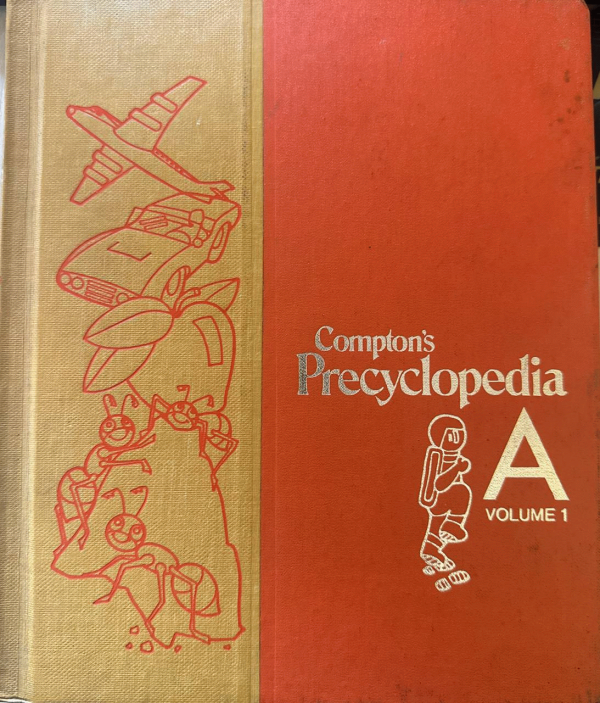 Compton's
Precyclopedia
A
VOLUME 1